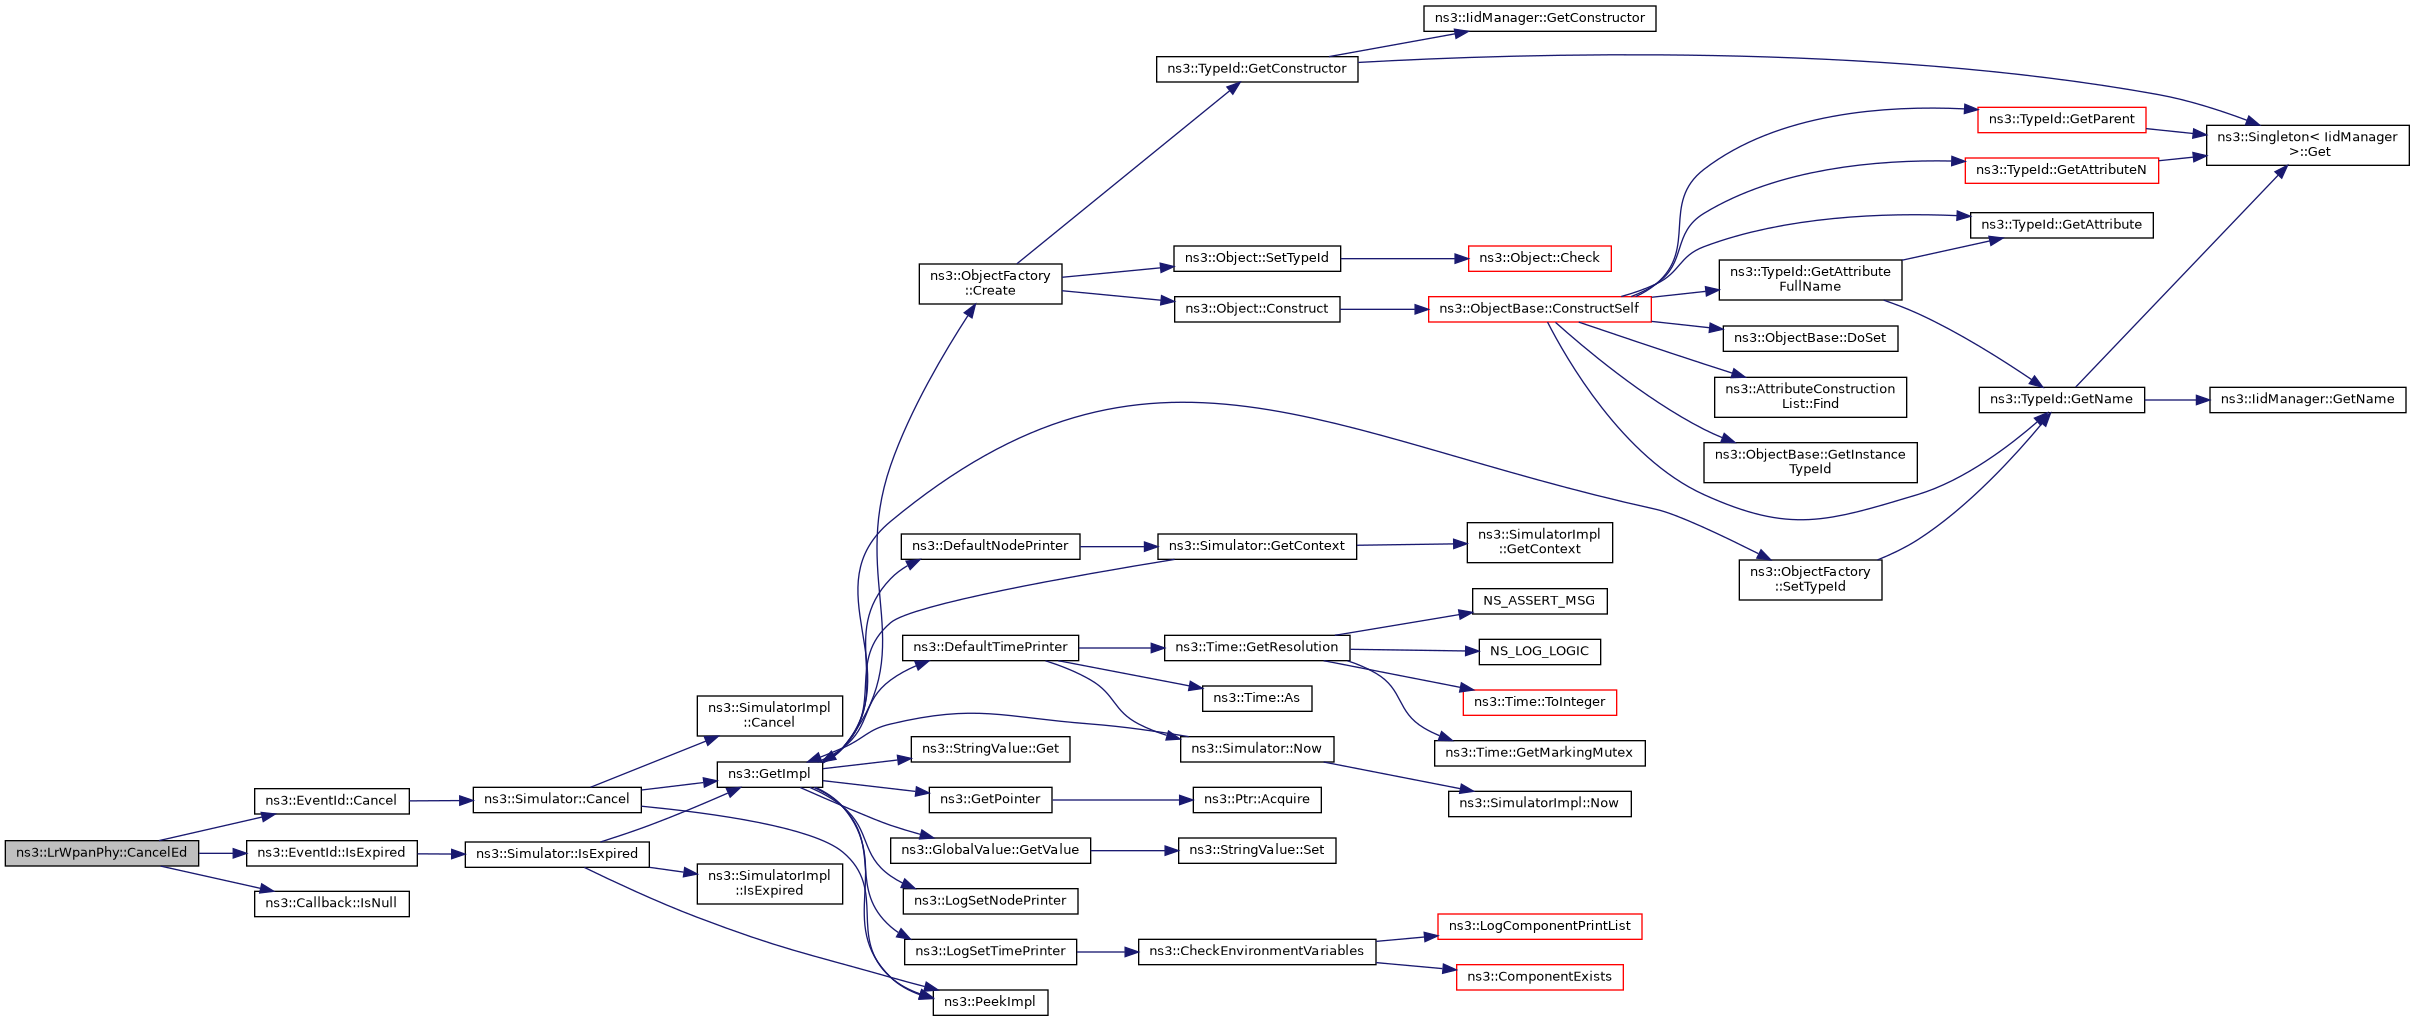 ns3::IidManager::GetConstructor
ns3::TypeId::GetConstructor
ns3::TypeId::GetParent
ns3::Singleton< IidManager
>::Get
ns3::TypeId::GetAttributeN
ns3::TypeId::GetAttribute
ns3::Object::SetTypeId
ns3::Object::Check
ns3::ObjectFactory
::Create
ns3::TypeId::GetAttribute
FullName
ns3::Object::Construct
ns3::ObjectBase::ConstructSelf
ns3::ObjectBase::DoSet
ns3::AttributeConstruction
List::Find
ns3::TypeId::GetName
ns3::IidManager::GetName
ns3::ObjectBase::GetInstance
TypeId
ns3::DefaultNodePrinter
ns3::Simulator::GetContext
ns3::SimulatorImpl
::GetContext
ns3::ObjectFactory
::SetTypeId
NS_ASSERT_MSG
ns3::DefaultTimePrinter
ns3::Time::GetResolution
NS_LOG_LOGIC
ns3::Time::As
ns3::Time::ToInteger
ns3::SimulatorImpl
::Cancel
ns3::StringValue::Get
ns3::Simulator::Now
ns3::Time::GetMarkingMutex
ns3::GetImpl
ns3::EventId::Cancel
ns3::Simulator::Cancel
ns3::GetPointer
ns3::Ptr::Acquire
ns3::SimulatorImpl::Now
ns3::LrWpanPhy::CancelEd
ns3::EventId::IsExpired
ns3::Simulator::IsExpired
ns3::GlobalValue::GetValue
ns3::StringValue::Set
ns3::SimulatorImpl
::IsExpired
ns3::Callback::IsNull
ns3::LogSetNodePrinter
ns3::LogComponentPrintList
ns3::LogSetTimePrinter
ns3::CheckEnvironmentVariables
ns3::ComponentExists
ns3::PeekImpl